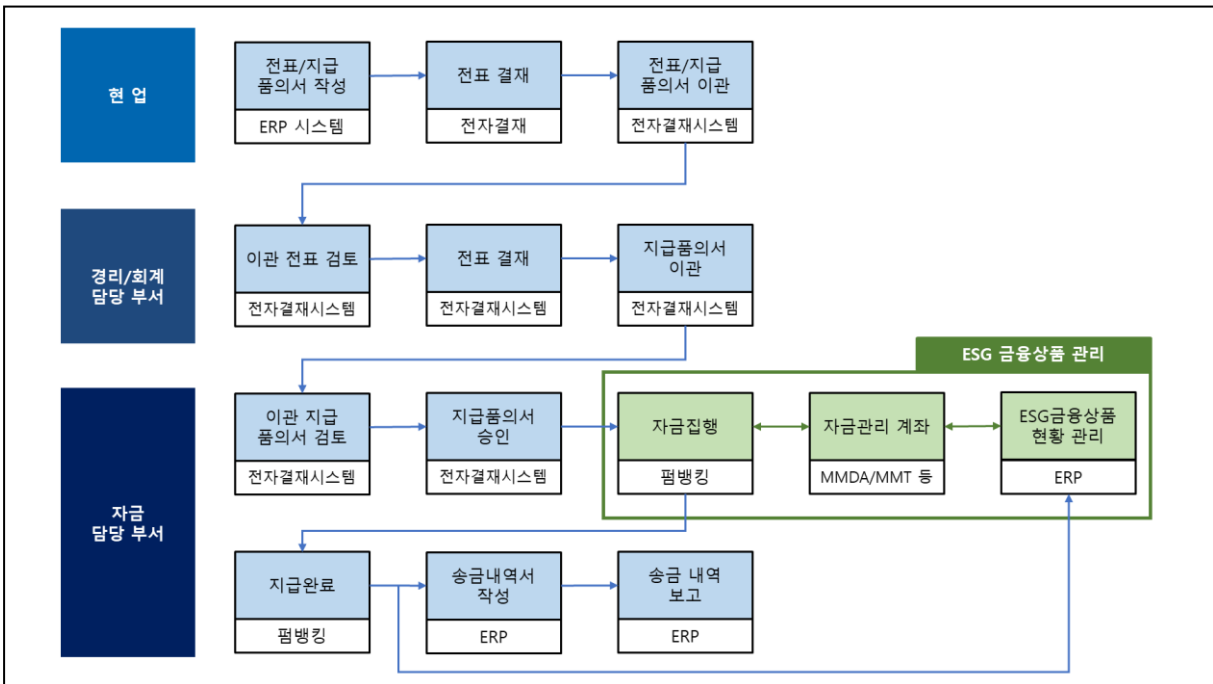 현 업
전표/지급
품의서 작성
ERP 시스템
전표 결재
전자결재
전표/지급
품의서 이관
전자결재시스템
경리/회계
담당 부서
이관 전표 검토
전자결재시스템
전표 결재
전자결재시스템
지급품의서
이관
전자결재시스템
ESG 금융상품 관리
자금
담당 부서
이관 지급
품의서 검토
전자결재시스템
지급품의서
승인
전자결재시스템
자금집행
펌뱅킹
자금관리 계좌
MMDA/MMT 등
ESG금융상품
현황 관리
ERP
지급완료
펌뱅킹
송금내역서
작성
ERP
송금 내역
보고
ERP